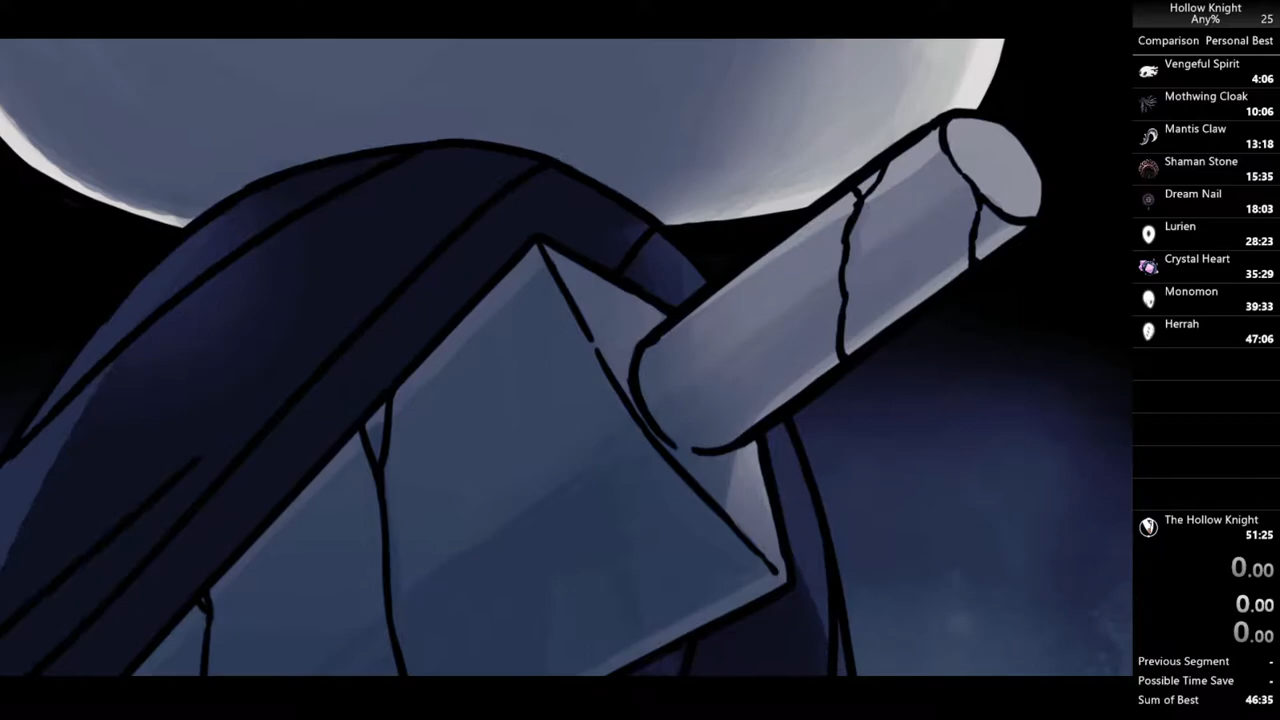 Hollow Knight
Any% 25
Comparison Personal Best
Vengeful Spirit
4:06
Mothwing Cloak
10:06
Mantis Claw
13:18
Shaman Stone
15:35
Dream Nail
18:03
Lurien
28:23
Crystal Heart
35:29
Monomon
39:33
Herrah
47:06
The Hollow Knight
51:25
0.00
0.00
0.00
Previous Segment -
Possible Time Save -
Sum of Best 46:35